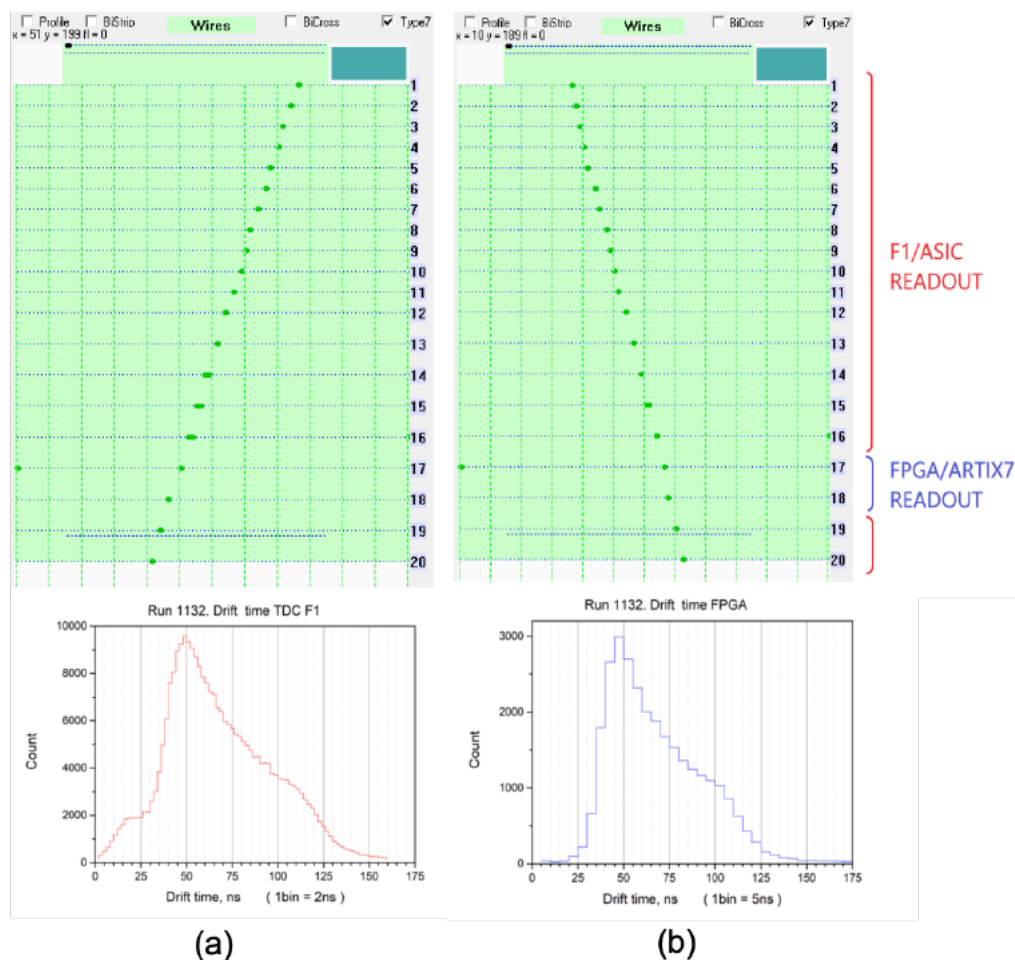 Profile BiStrip Wires BiCross Type7
x = 51 y = 199 fl = 0
1
2
3
4
5
6
7
8
9
10
11
12
13
14
15
16
17
18
19
20
Profile BiStrip Wires BiCross Type7
x = 10 y = 189 fl = 0
1
2
3
4
5
6
7
8
9
10
11
12
13
14
15
16
17
18
19
20
F1/ASIC
READOUT
FPGA/ARTIX7
READOUT
Run 1132. Drift time TDC F1
10000
8000
6000
4000
2000
0
Count
0 25 50 75 100 125 150 175
Drift time, ns ( 1bin = 2ns )
Run 1132. Drift time FPGA
3000
2000
1000
0
Count
0 25 50 75 100 125 150 175
Drift time, ns ( 1bin = 5ns )
(a)
(b)